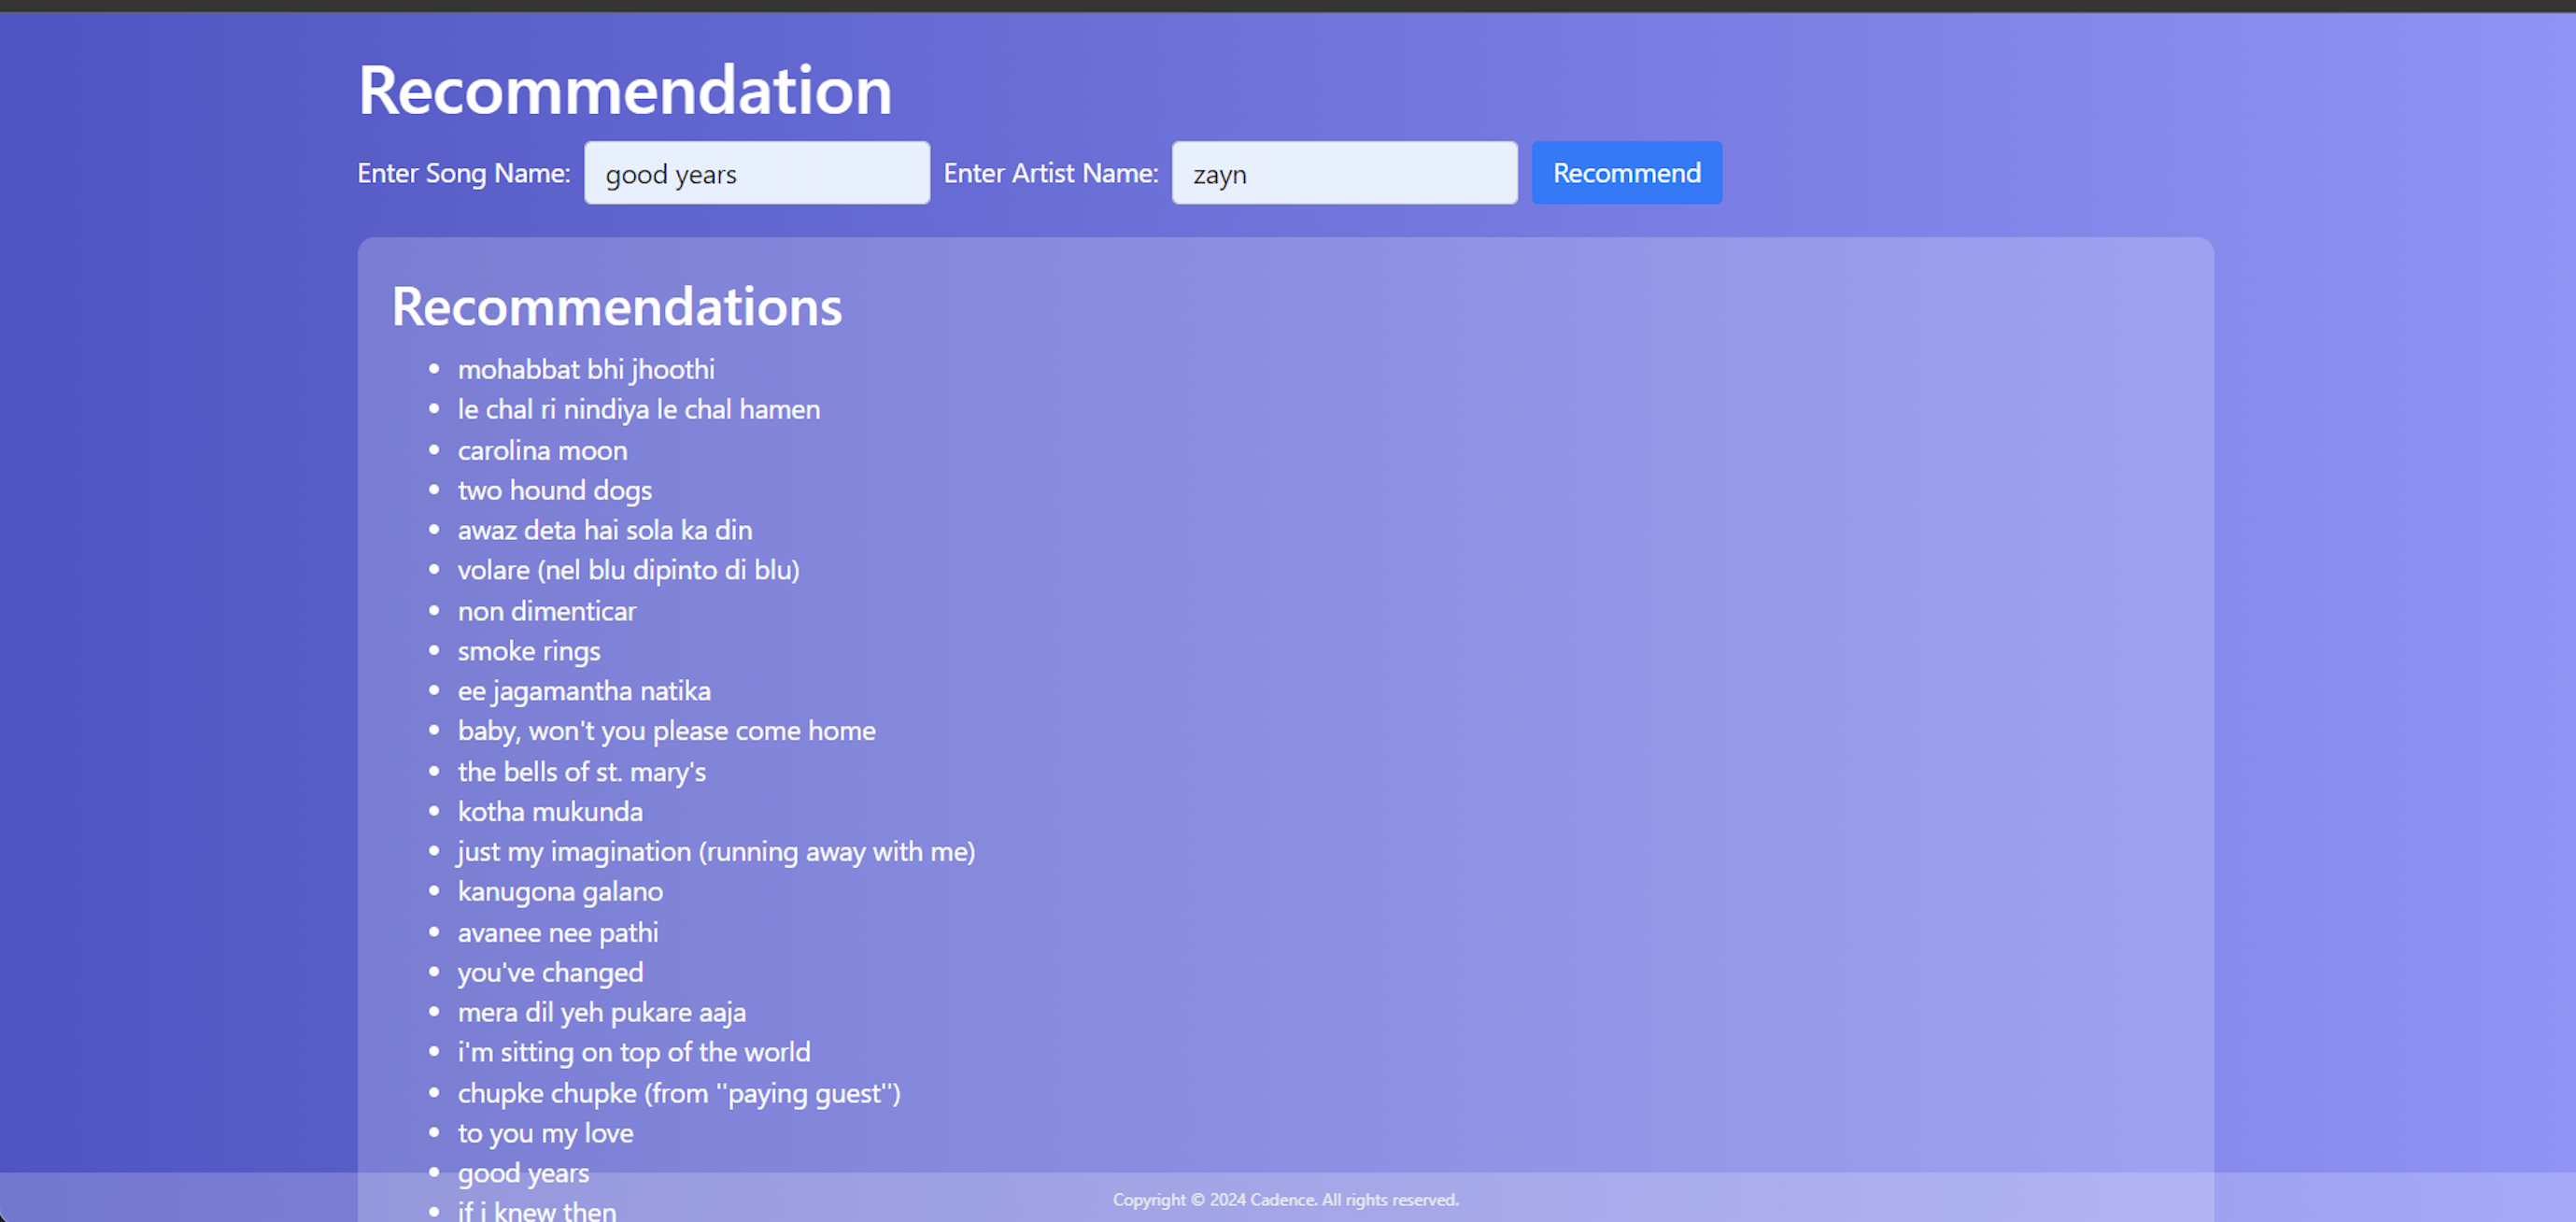 Recommendation
Enter Song Name: good years Enter Artist Name: zayn Recommend
Recommendations
mohabbat bhi jhoothi
le chal ri nindiya le chal hamen
carolina moon
two hound dogs
awaz deta hai sola ka din
volare (nel blu dipinto di blu)
non dimenticar
smoke rings
ee jagamantha natika
baby, won't you please come home
the bells of st. mary's
kotha mukunda
just my imagination (running away with me)
kanugona galano
avanee nee pathi
you've changed
mera dil yeh pukare aaja
i'm sitting on top of the world
chupke chupke (from ''paying guest'')
to you my love
good years
if i knew then
Copyright © 2024 Cadence. All rights reserved.